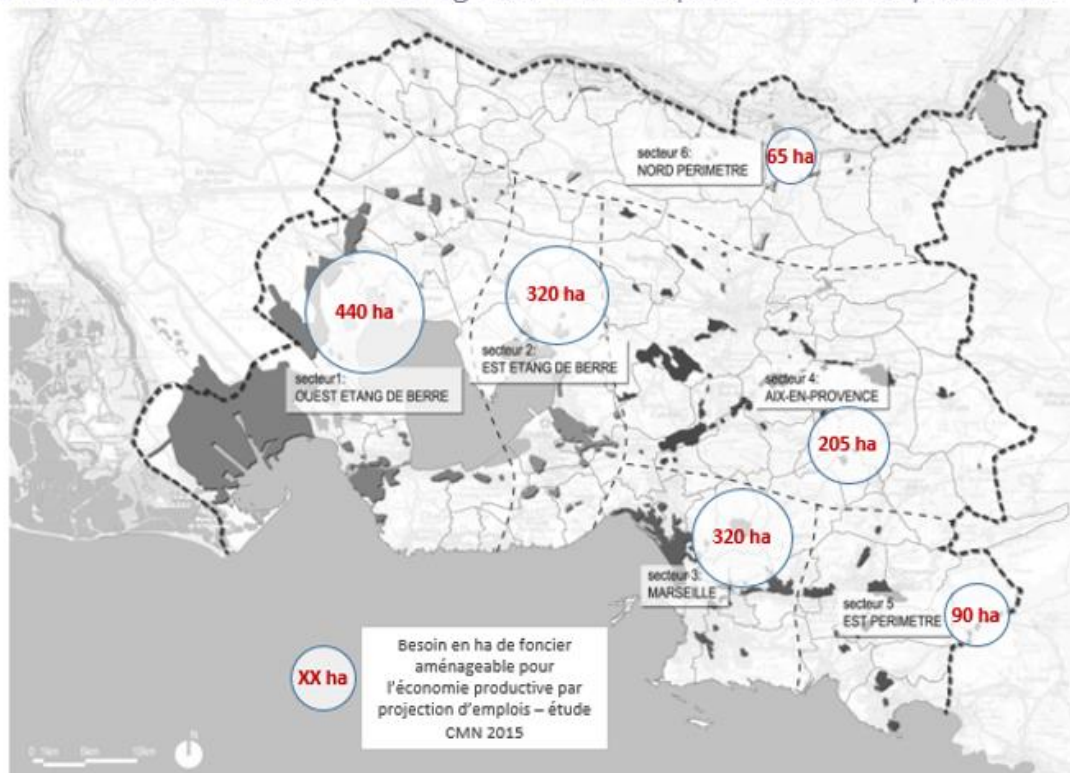 secteur 6:
NORD PERIMETRE
65 ha
440 ha
320 ha
secteur1:
OUEST ETANG DE BERRE
secteur 2:
EST ETANG DE BERRE
secteur 4:
AIX-EN-PROVENCE
205 ha
320 ha
secteur 3:
MARSEILLE
secteur 5
EST PERIMETRE
90 ha
XX ha
Besoin en ha de foncier
aménageable pour
l'économie productive par
projection d'emplois – étude
CMN 2015
N